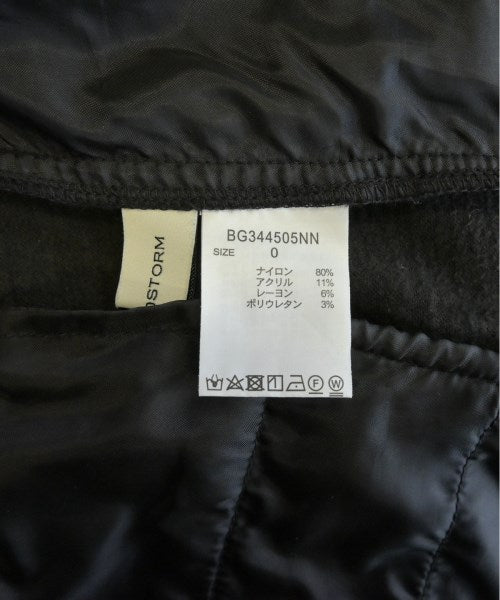 BG344505NN
SIZE 0
ナイロン 80%
アクリル 11%
レーヨン 6%
ポリウレタン 3%
F W
DSTORM